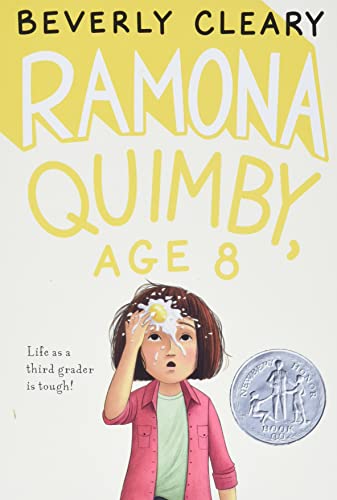 BEVERLY CLEARY
RAMONA
QUIMBY,
AGE 8
Life as a
third grader
is tough!
NEWBERY HONOR
BOOK